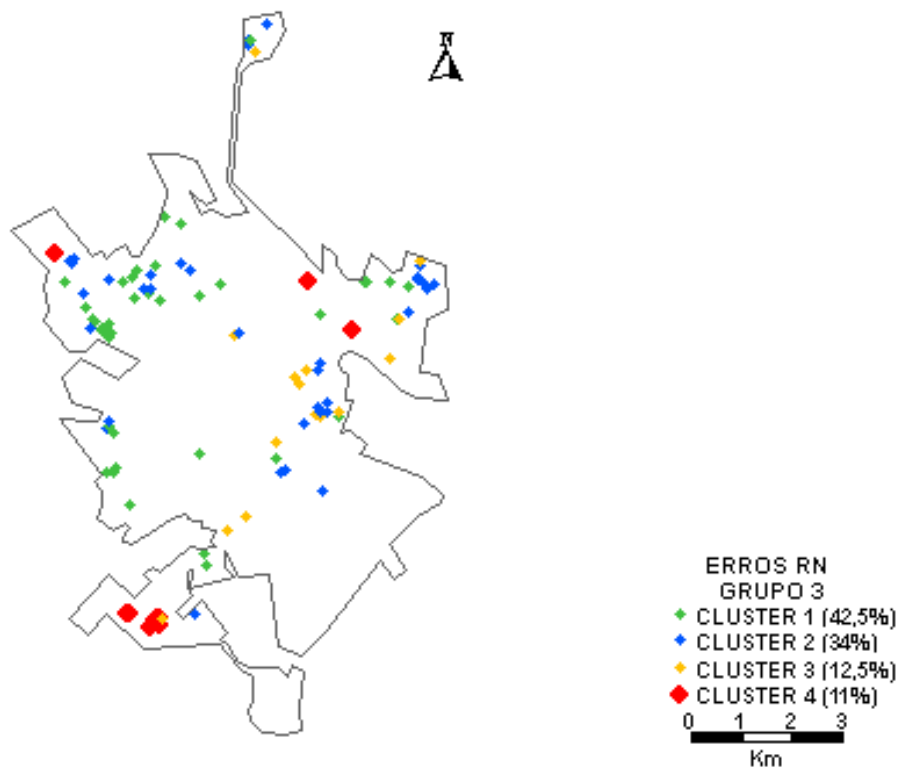 N
ERROS RN
GRUPO 3
CLUSTER 1 (42,5%)
CLUSTER 2 (34%)
CLUSTER 3 (12,5%)
CLUSTER 4 (11%)
0 1 2 3
Km